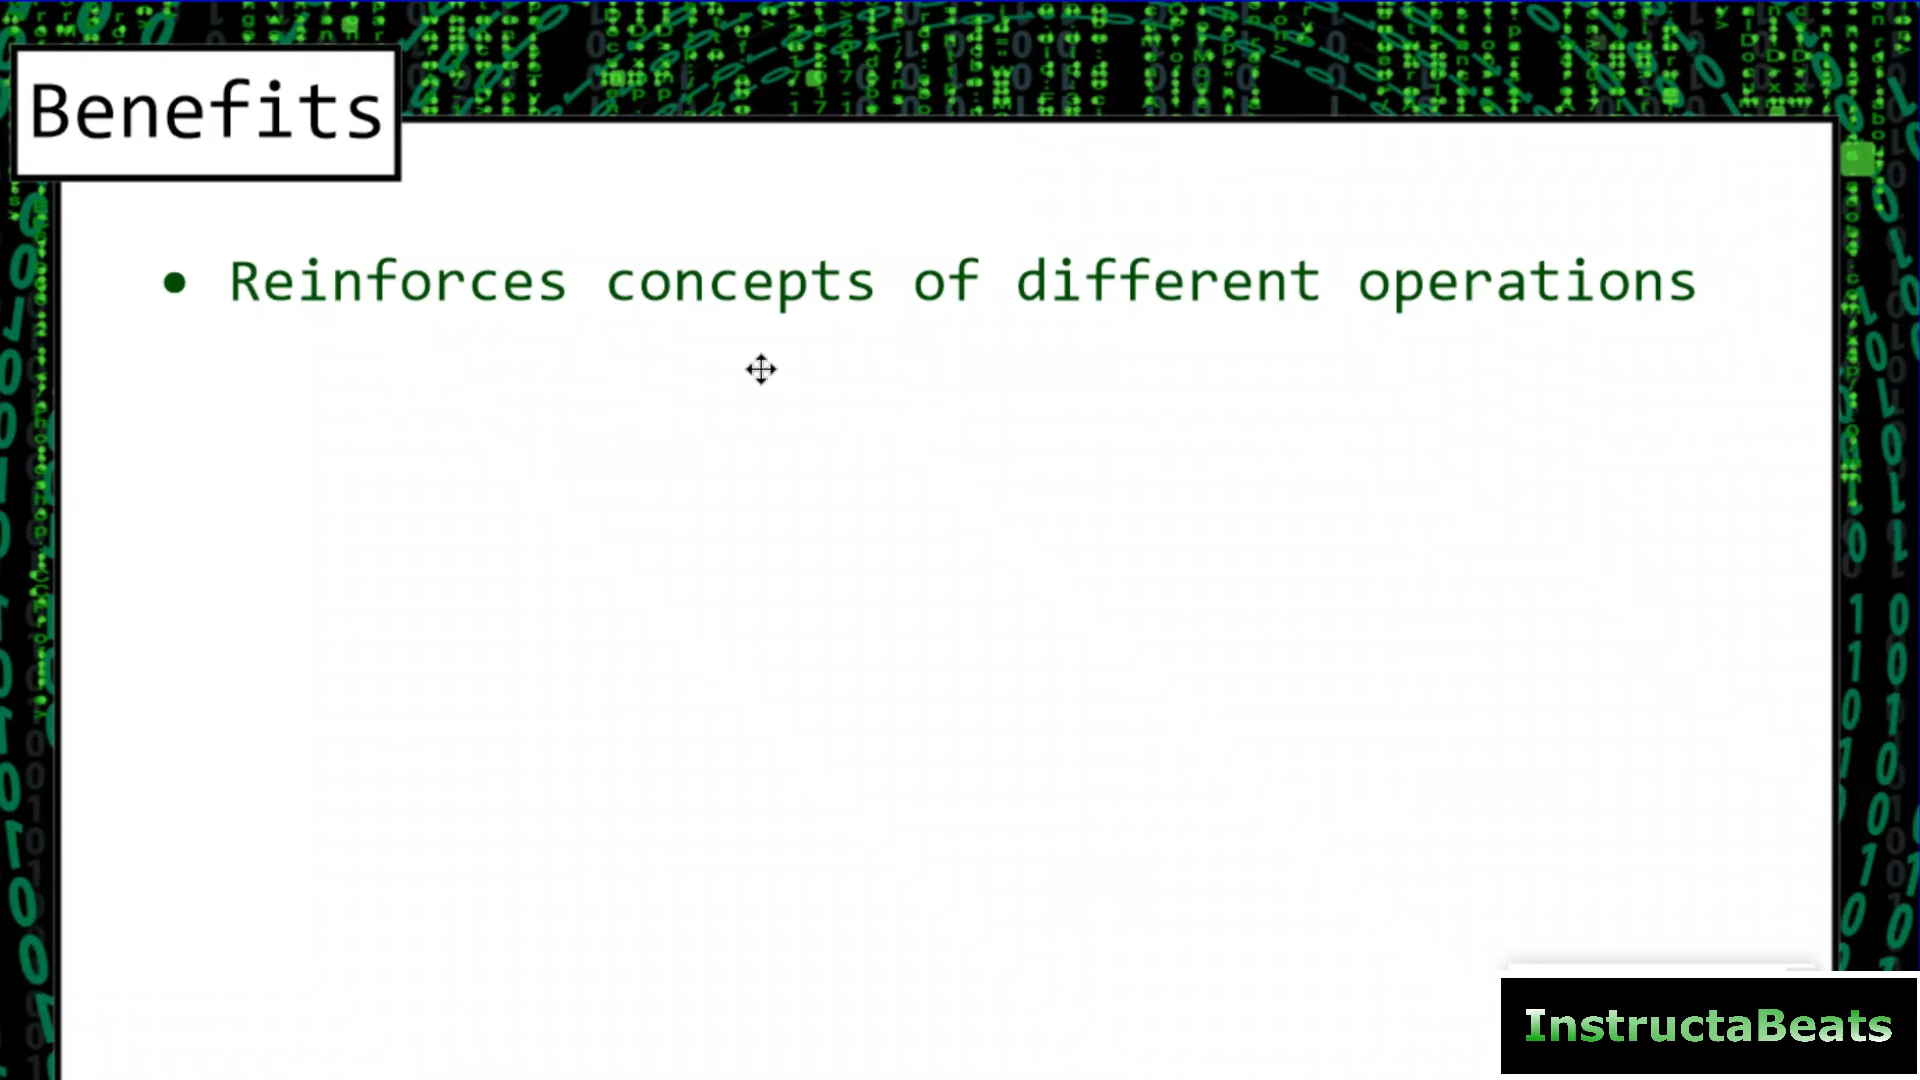 Benefits
• Reinforces concepts of different operations
InstructaBeats